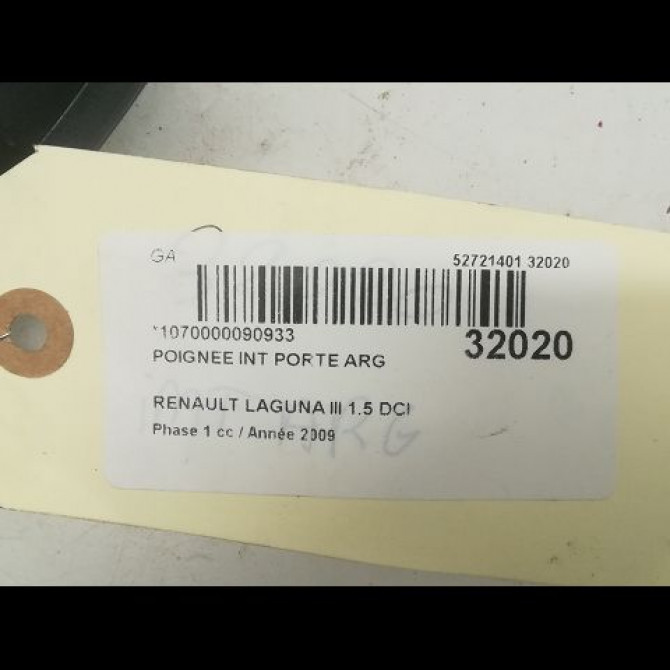 GA
52721401 32020
*1070000090933
32020
POIGNEE INT PORTE ARG
RENAULT LAGUNA III 1.5 DCI
Phase 1 cc / Année 2009
ARG